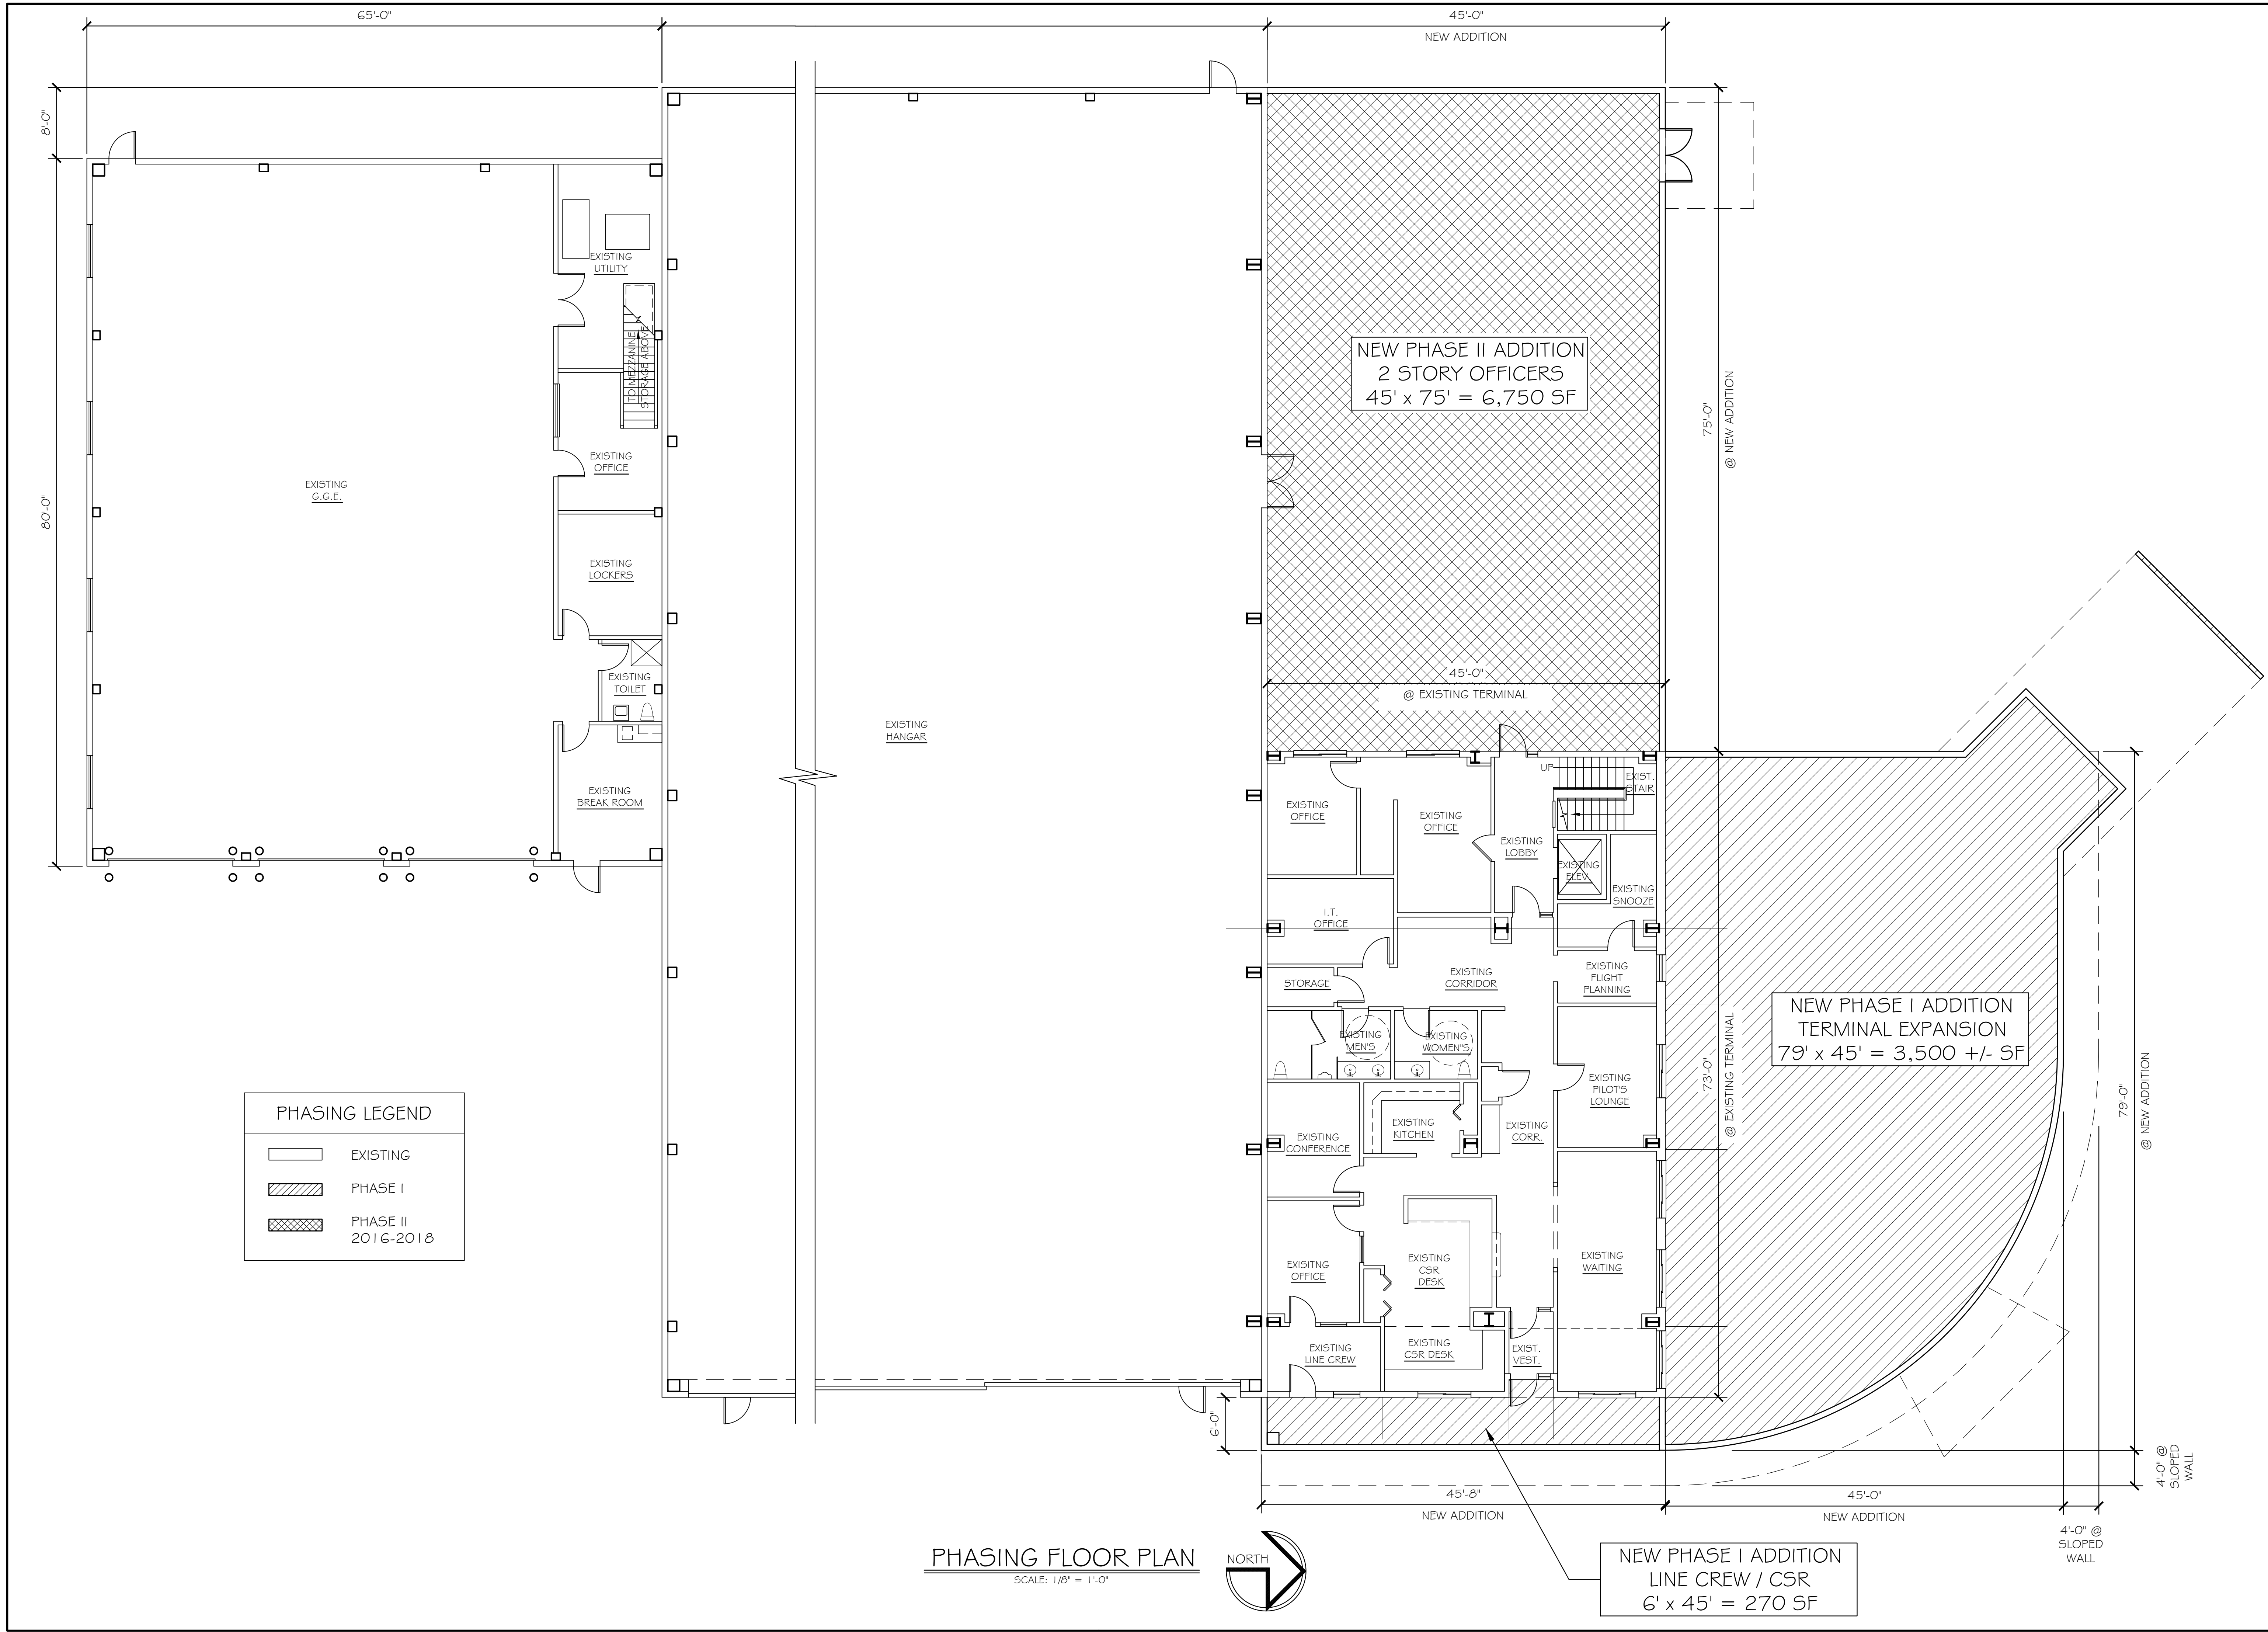 65'-0"
45'-0"
NEW ADDITION
8'-0"
80'-0"
EXISTING
UTILITY
TO MEZZANINE
STORAGE ABOVE
EXISTING
OFFICE
EXISTING
G.G.E.
EXISTING
LOCKERS
EXISTING
TOILET
EXISTING
BREAK ROOM
EXISTING
HANGAR
NEW PHASE II ADDITION
2 STORY OFFICERS
45' x 75' = 6,750 SF
75'-0"
@ NEW ADDITION
45'-0"
@ EXISTING TERMINAL
EXISTING
OFFICE
EXISTING
OFFICE
EXISTING
LOBBY
UP
EXIST.
STAIR
EXISTING
ELEV.
EXISTING
SNOOZE
I.T.
OFFICE
STORAGE
EXISTING
CORRIDOR
EXISTING
FLIGHT
PLANNING
EXISTING
MEN'S
EXISTING
WOMEN'S
EXISTING
PILOT'S
LOUNGE
73'-0"
@ EXISTING TERMINAL
NEW PHASE I ADDITION
TERMINAL EXPANSION
79' x 45' = 3,500 +/- SF
79'-0"
@ NEW ADDITION
EXISTING
CONFERENCE
EXISTING
KITCHEN
EXISTING
CORR.
EXISITNG
OFFICE
EXISTING
CSR
DESK
EXISTING
WAITING
EXISTING
LINE CREW
EXISTING
CSR DESK
EXIST.
VEST.
PHASING LEGEND
EXISTING
PHASE I
PHASE II
2016-2018
6'-0"
4'-0" @
SLOPED
WALL
45'-8"
NEW ADDITION
45'-0"
NEW ADDITION
4'-0" @
SLOPED
WALL
PHASING FLOOR PLAN
SCALE: 1/8" = 1'-0"
NORTH
NEW PHASE I ADDITION
LINE CREW / CSR
6' x 45' = 270 SF